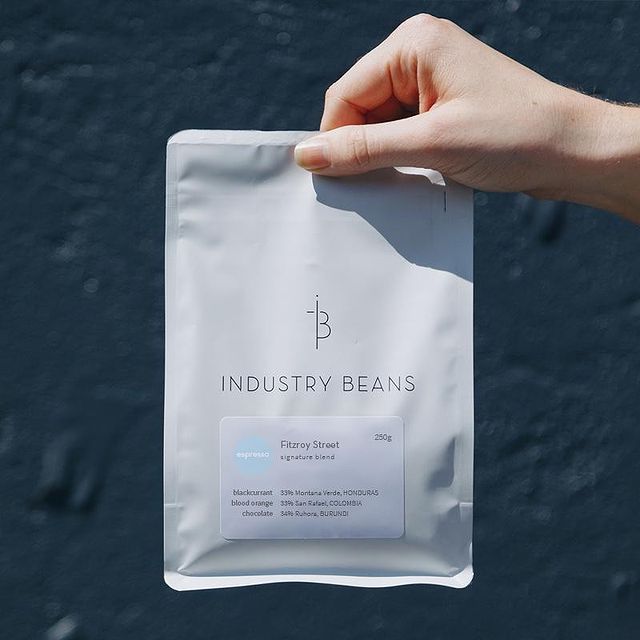 INDUSTRY BEANS
Fitzroy Street 250g
espresso signature blend
blackcurrant 33% Montana Verde, HONDURAS
blood orange 33% San Rafael, COLOMBIA
chocolate 34% Ruhora, BURUNDI